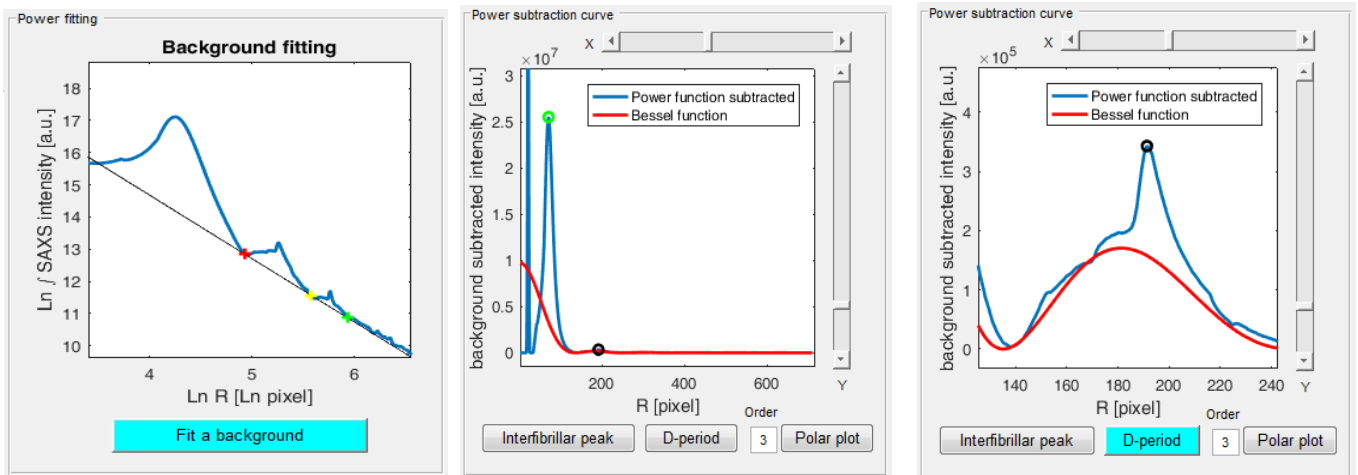 Power fitting
Background fitting
Ln ∫ SAXS intensity [a.u.]
18
17
16
15
14
13
12
11
10
4
5
6
Ln R [Ln pixel]
Fit a background
Power subtraction curve
X
×10^7
background subtracted intensity [a.u.]
3
2.5
2
1.5
1
0.5
0
Power function subtracted
Bessel function
200
400
600
R [pixel]
Y
Order
Interfibrillar peak
D-period
3
Polar plot
Power subtraction curve
X
×10^5
background subtracted intensity [a.u.]
4
3
2
1
0
Power function subtracted
Bessel function
140
160
180
200
220
240
R [pixel]
Y
Order
Interfibrillar peak
D-period
3
Polar plot